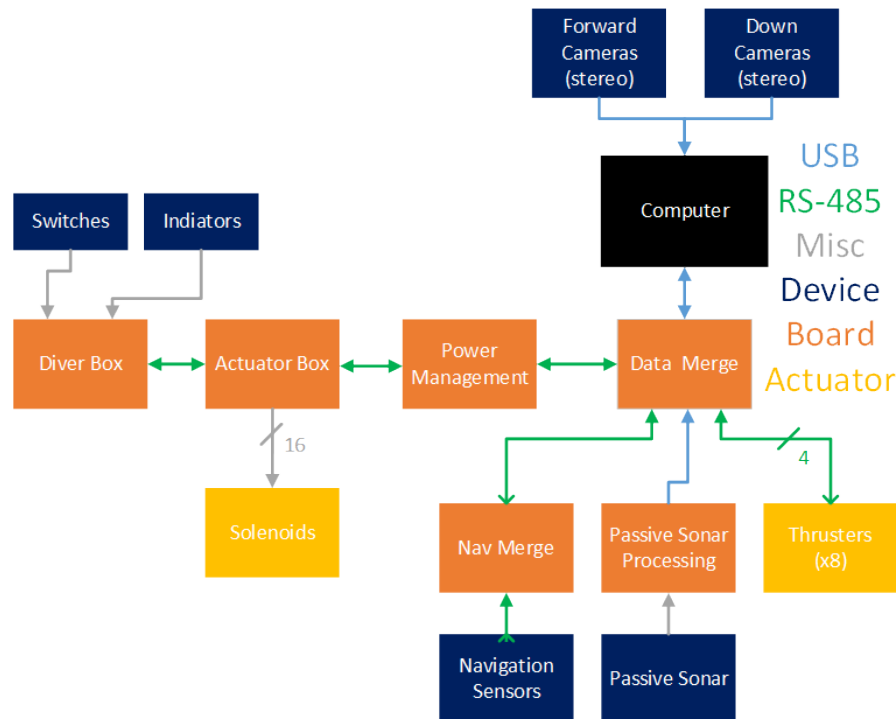 Forward
Cameras
(stereo)
Down
Cameras
(stereo)
USB
RS-485
Misc
Device
Board
Actuator
Computer
Switches
Indiators
Diver Box
Actuator Box
Power
Management
Data Merge
16
4
Solenoids
Nav Merge
Passive Sonar
Processing
Thrusters
(x8)
Navigation
Sensors
Passive Sonar